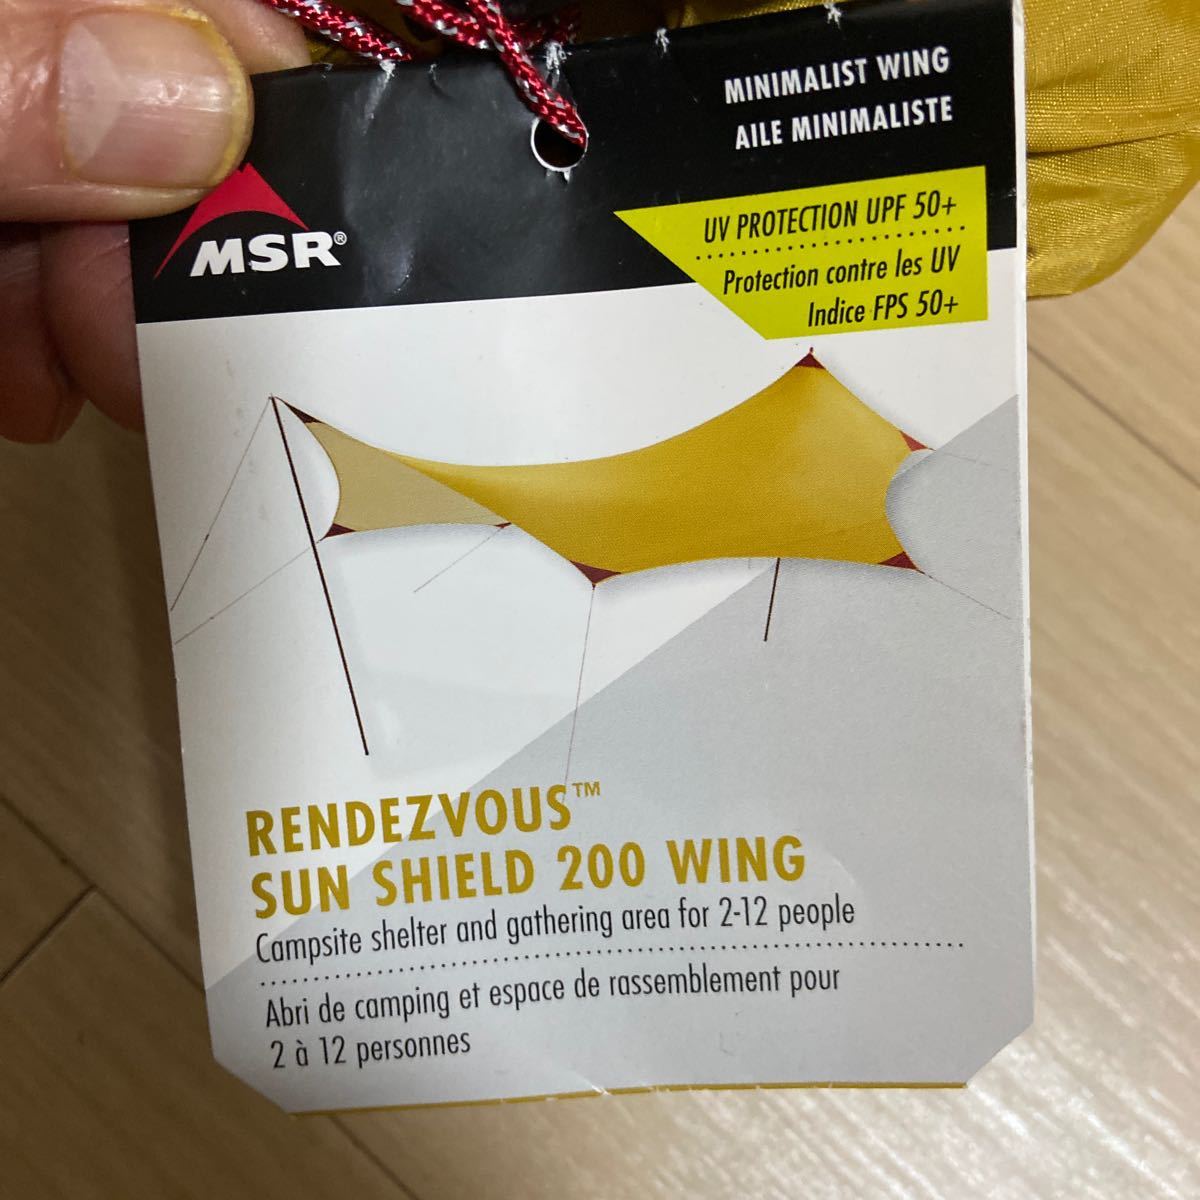 MINIMALIST WING
AILE MINIMALISTE
MSR®
UV PROTECTION UPF 50+
Protection contre les UV
Indice FPS 50+
RENDEZVOUS™
SUN SHIELD 200 WING
Campsite shelter and gathering area for 2-12 people
Abri de camping et espace de rassemblement pour
2 à 12 personnes